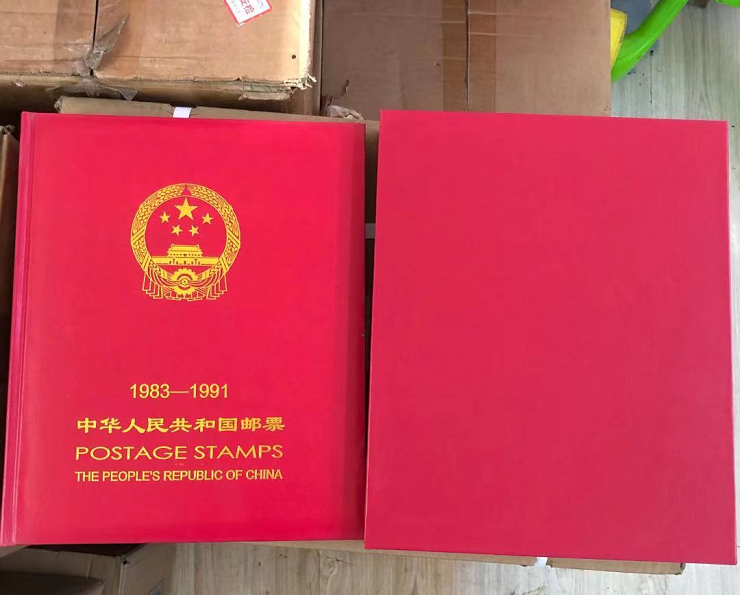 1983—1991
中华人民共和国邮票
POSTAGE STAMPS
THE PEOPLE'S REPUBLIC OF CHINA